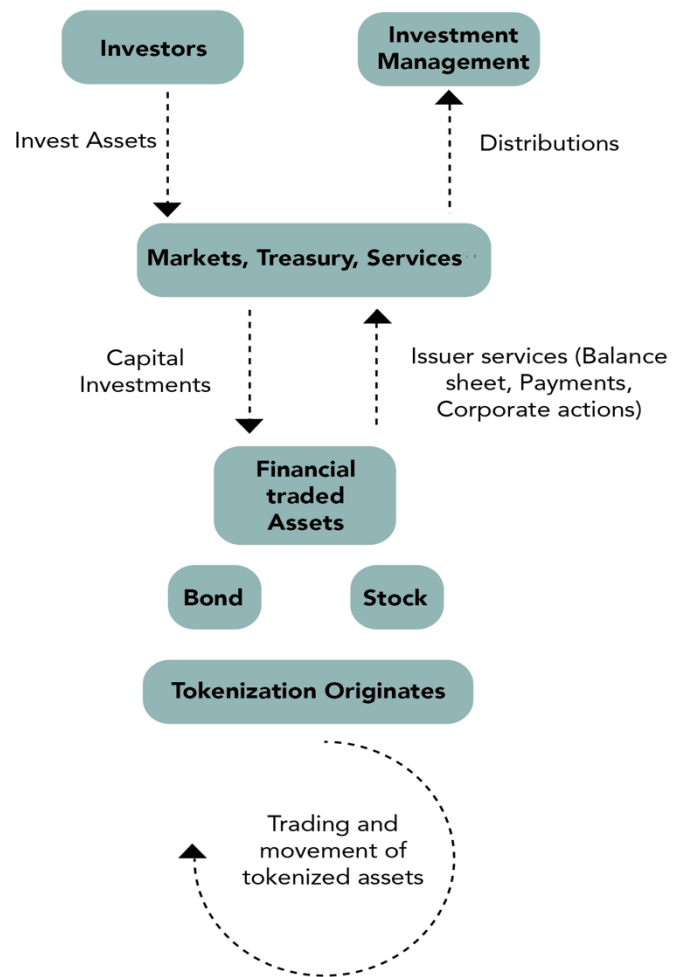 Investors
Investment
Management
Invest Assets
Distributions
Markets, Treasury, Services
Capital
Investments
Issuer services (Balance
sheet, Payments,
Corporate actions)
Financial
traded
Assets
Bond
Stock
Tokenization Originates
Trading and
movement of
tokenized assets